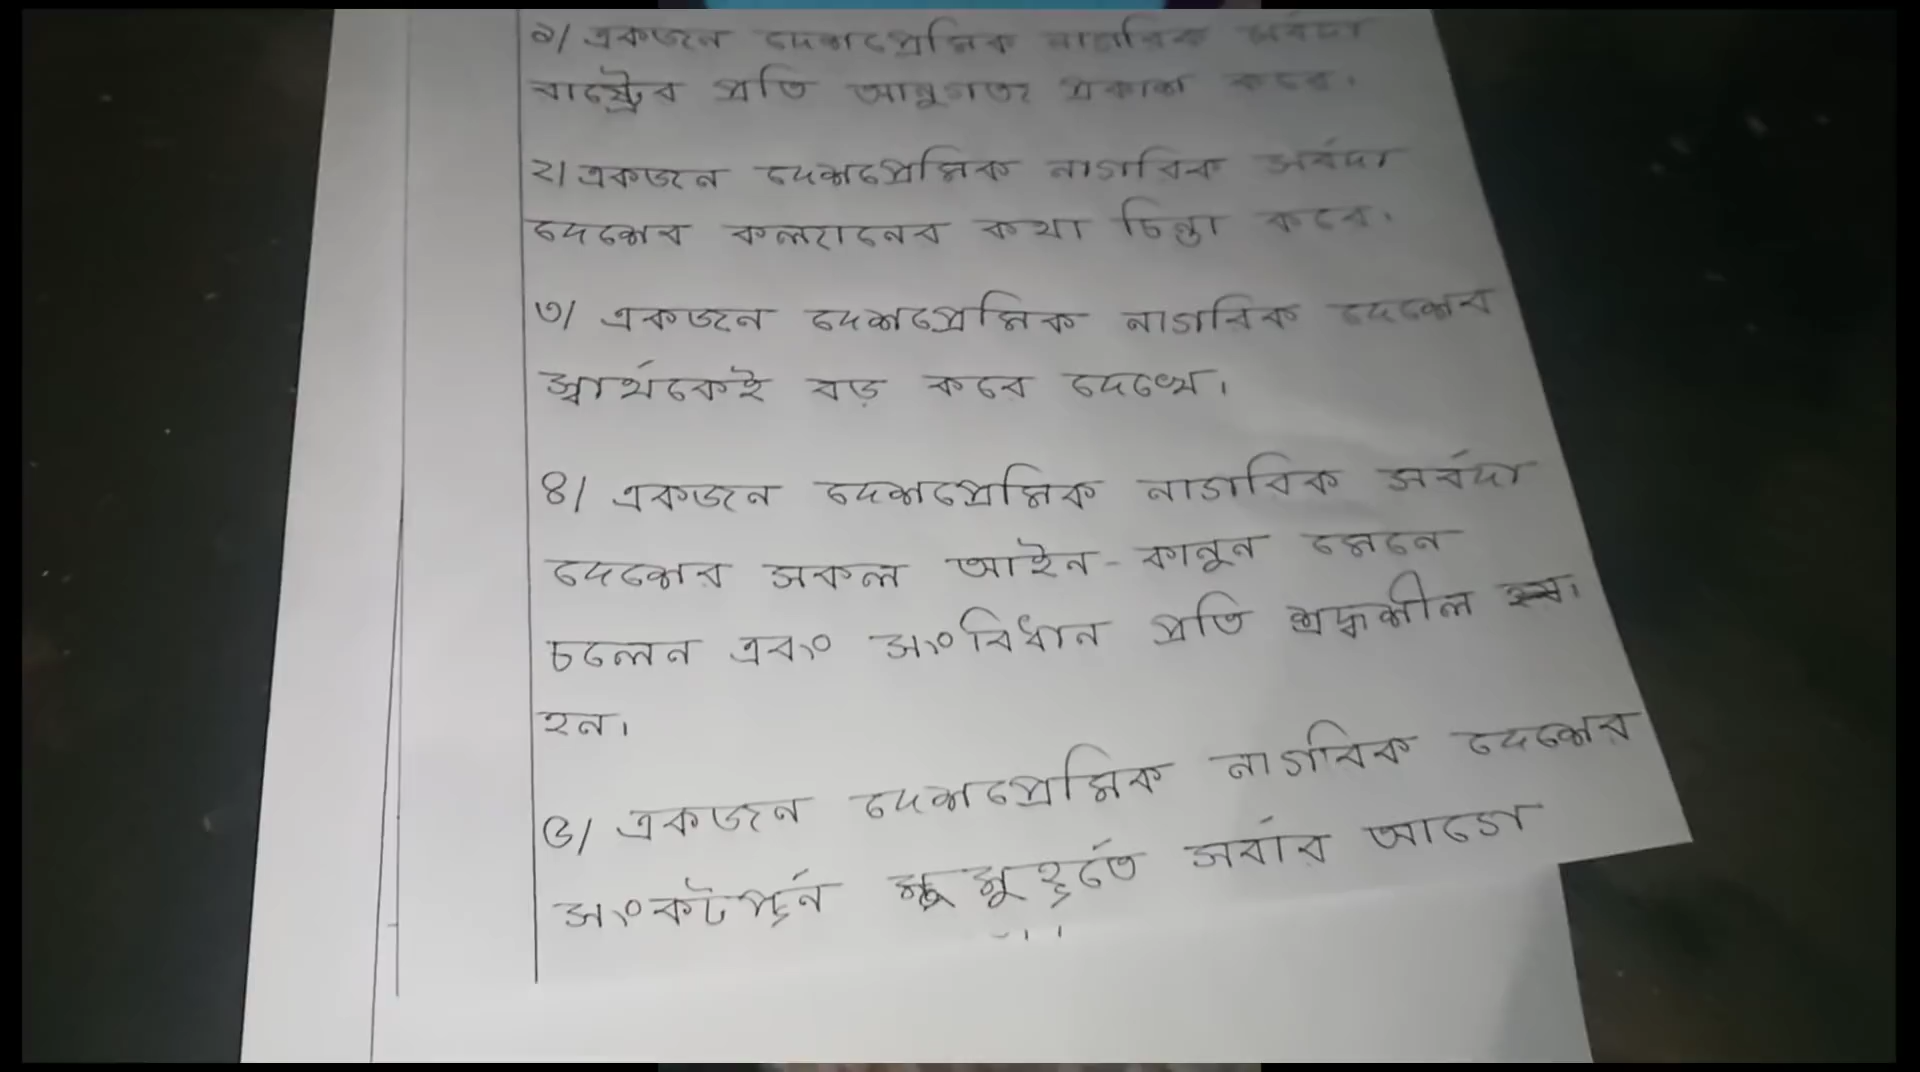 ১/ একজন দেশপ্রেমিক নাগরিক সর্বদা
রাষ্ট্রের প্রতি আনুগত্য প্রকাশ করে।
২। একজন দেশপ্রেমিক নাগরিক সর্বদা
দেশের কল্যানের কথা চিন্তা করে।
৩/ একজন দেশপ্রেমিক নাগরিক দেশের
স্বার্থকেই বড় করে দেখে।
৪/ একজন দেশপ্রেমিক নাগরিক সর্বদা
দেশের সকল আইন-কানুন মেনে
চলেন এবং সংবিধান প্রতি শ্রদ্ধশীল
হন।
৫/ একজন দেশপ্রেমিক নাগরিক দেশের
সংকটপূর্ন মুহূর্তে সবার আগে